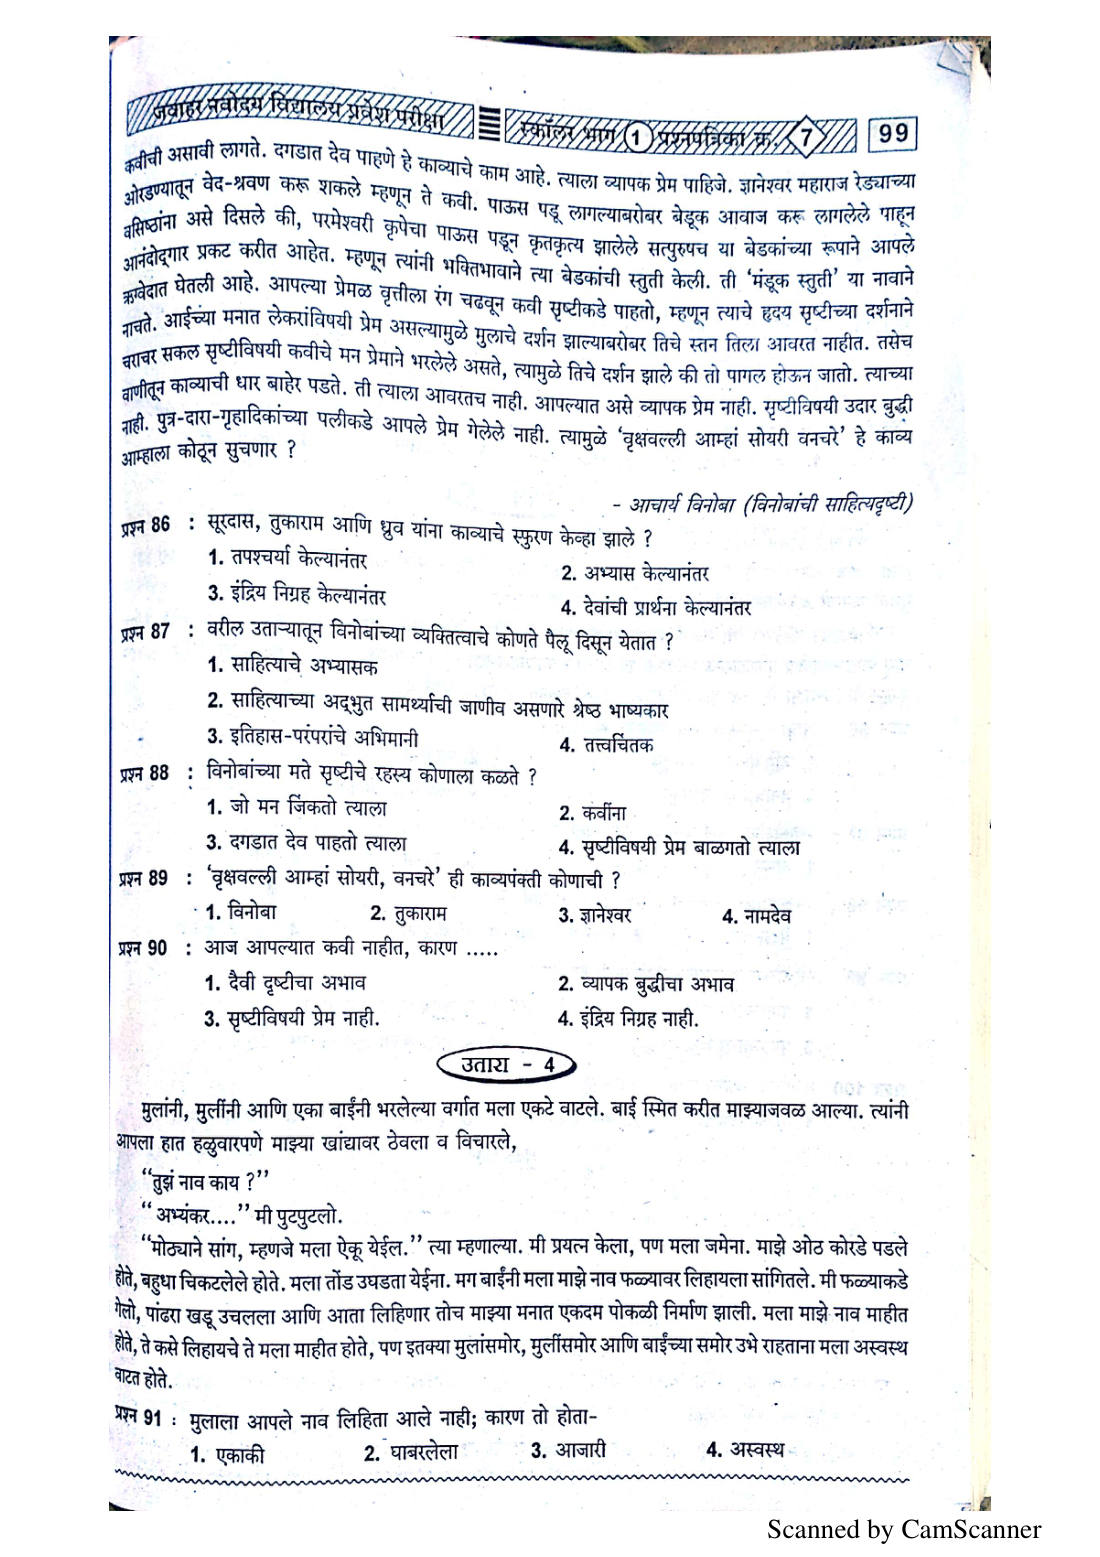 जवाहर नवोदय विद्यालय प्रवेश परीक्षा
स्कॉलर भाग 1 प्रश्नपत्रिका क्र. 7 99
कवीची असावी लागते. दगडात देव पाहणे हे काव्याचे काम आहे. त्याला व्यापक प्रेम पाहिजे. ज्ञानेश्वर महाराज रेड्याच्या
ओरडण्यातून वेद-श्रवण करू शकले म्हणून ते कवी. पाऊस पडू लागल्याबरोबर बेडूक आवाज करू लागलेले पाहून
वसिष्ठांना असे दिसले की, परमेश्वरी कृपेचा पाऊस पडून कृतकृत्य झालेले सत्पुरुषच या बेडकांच्या रूपाने आपले
आनंदोद्गार प्रकट करीत आहेत. म्हणून त्यांनी भक्तिभावाने त्या बेडकांची स्तुती केली. ती ‘मंडूक स्तुती’ या नावाने
ऋग्वेदात घेतली आहे. आपल्या प्रेमळ वृत्तीला रंग चढवून कवी सृष्टीकडे पाहतो, म्हणून त्याचे हृदय सृष्टीच्या दर्शनाने
नाचते. आईच्या मनात लेकरांविषयी प्रेम असल्यामुळे मुलाचे दर्शन झाल्याबरोबर तिचे स्तन तिला आवरत नाहीत. तसेच
चराचर सकल सृष्टीविषयी कवीचे मन प्रेमाने भरलेले असते, त्यामुळे तिचे दर्शन झाले की तो पागल होऊन जातो. त्याच्या
वाणीतून काव्याची धार बाहेर पडते. ती त्याला आवरतच नाही. आपल्यात असे व्यापक प्रेम नाही. सृष्टीविषयी उदार बुद्धी
नाही. पुत्र-दारा-गृहादिकांच्या पलीकडे आपले प्रेम गेलेले नाही. त्यामुळे ‘वृक्षवल्ली आम्हां सोयरी वनचरे’ हे काव्य
आम्हाला कोठून सुचणार ?
- आचार्य विनोबा (विनोबांची साहित्यदृष्टी)
प्रश्न 86 : सूरदास, तुकाराम आणि ध्रुव यांना काव्याचे स्फुरण केव्हा झाले ?
1. तपश्चर्या केल्यानंतर 2. अभ्यास केल्यानंतर
3. इंद्रिय निग्रह केल्यानंतर 4. देवांची प्रार्थना केल्यानंतर
प्रश्न 87 : वरील उताऱ्यातून विनोबांच्या व्यक्तित्वाचे कोणते पैलू दिसून येतात ?
1. साहित्याचे अभ्यासक
2. साहित्याच्या अद्‌भुत सामर्थ्याची जाणीव असणारे श्रेष्ठ भाष्यकार
3. इतिहास-परंपरांचे अभिमानी 4. तत्त्वचिंतक
प्रश्न 88 : विनोबांच्या मते सृष्टीचे रहस्य कोणाला कळते ?
1. जो मन जिंकतो त्याला 2. कवींना
3. दगडात देव पाहतो त्याला 4. सृष्टीविषयी प्रेम बाळगतो त्याला
प्रश्न 89 : ‘वृक्षवल्ली आम्हां सोयरी, वनचरे’ ही काव्यपंक्ती कोणाची ?
1. विनोबा 2. तुकाराम 3. ज्ञानेश्वर 4. नामदेव
प्रश्न 90 : आज आपल्यात कवी नाहीत, कारण .....
1. दैवी दृष्टीचा अभाव 2. व्यापक बुद्धीचा अभाव
3. सृष्टीविषयी प्रेम नाही. 4. इंद्रिय निग्रह नाही.
उतारा - 4
मुलांनी, मुलींनी आणि एका बाईंनी भरलेल्या वर्गात मला एकटे वाटले. बाई स्मित करीत माझ्याजवळ आल्या. त्यांनी
आपला हात हळुवारपणे माझ्या खांद्यावर ठेवला व विचारले,
“तुझं नाव काय ?”
“ अभ्यंकर....” मी पुटपुटलो.
“मोठ्याने सांग, म्हणजे मला ऐकू येईल.” त्या म्हणाल्या. मी प्रयत्न केला, पण मला जमेना. माझे ओठ कोरडे पडले
होते, बहुधा चिकटलेले होते. मला तोंड उघडता येईना. मग बाईंनी मला माझे नाव फळ्यावर लिहायला सांगितले. मी फळ्याकडे
गेलो, पांढरा खडू उचलला आणि आता लिहिणार तोच माझ्या मनात एकदम पोकळी निर्माण झाली. मला माझे नाव माहीत
होते, ते कसे लिहायचे ते मला माहीत होते, पण इतक्या मुलांसमोर, मुलींसमोर आणि बाईंच्या समोर उभे राहताना मला अस्वस्थ
वाटत होते.
प्रश्न 91 : मुलाला आपले नाव लिहिता आले नाही; कारण तो होता-
1. एकाकी 2. घाबरलेला 3. आजारी 4. अस्वस्थ
Scanned by CamScanner